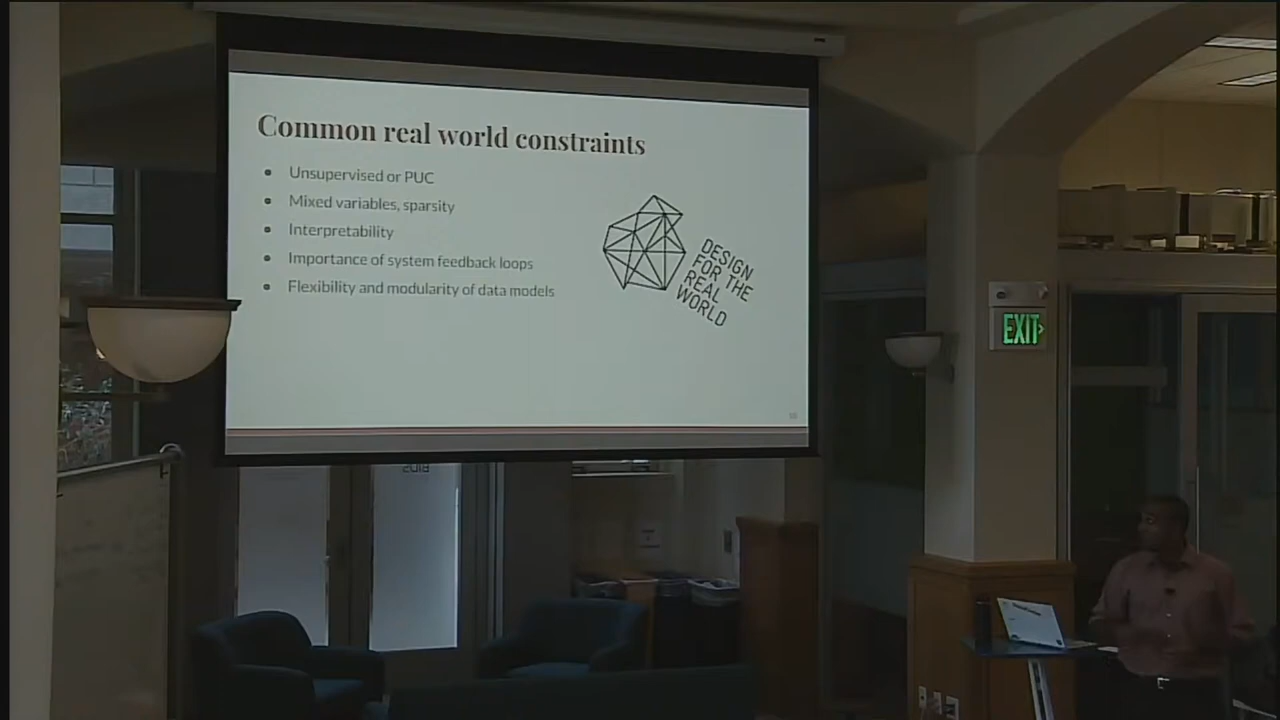 Common real world constraints
Unsupervised or PUC
Mixed variables, sparsity
Interpretability
Importance of system feedback loops
Flexibility and modularity of data models
DESIGN
FOR THE
REAL
WORLD
EXIT
2019